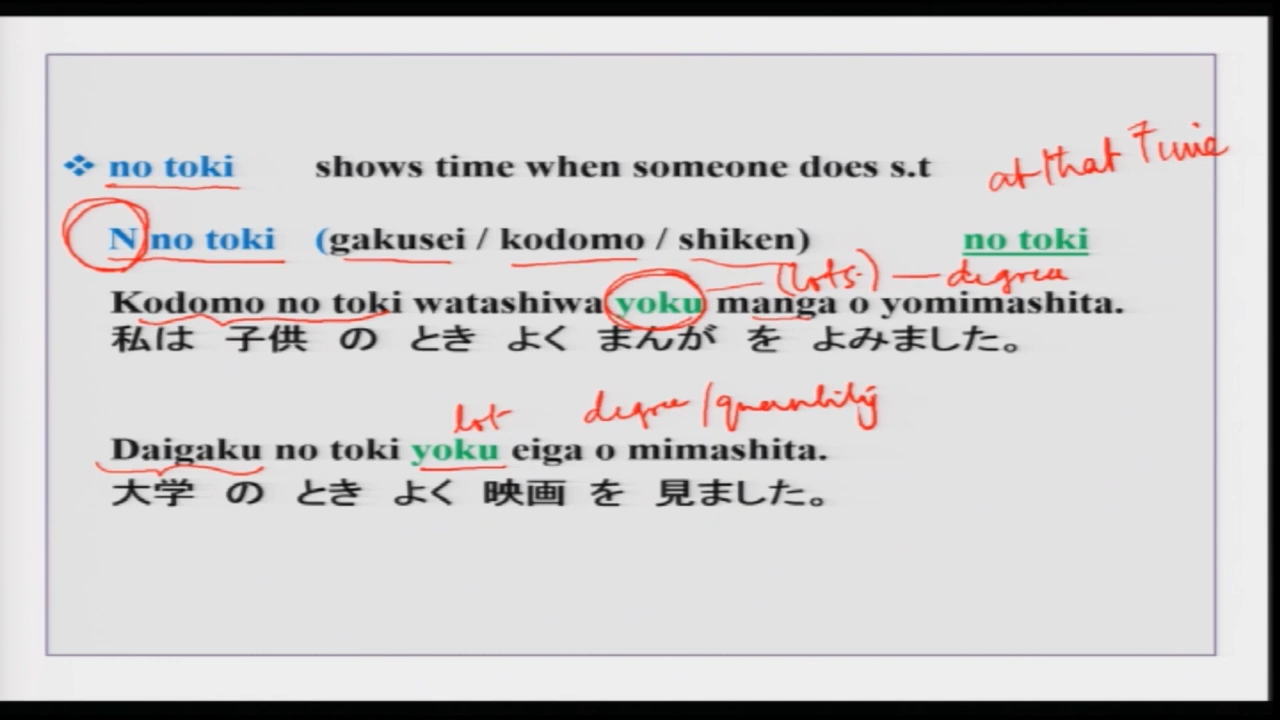 ❖ no toki shows time when someone does s.t at that Time
N no toki (gakusei / kodomo / shiken) no toki
(lots.) — degree
Kodomo no toki watashiwa yoku manga o yomimashita.
私は 子供 の とき よく まんが を よみました。
lot degree/quantity
Daigaku no toki yoku eiga o mimashita.
大学 の とき よく 映画 を 見ました。